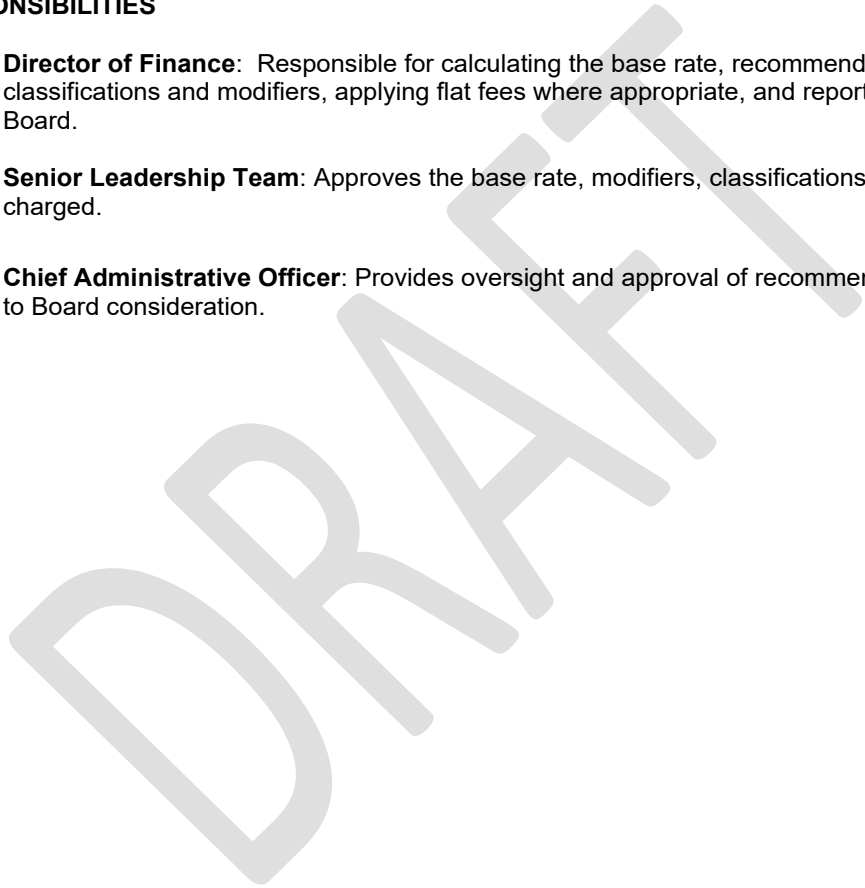 ONSIBILITIES
Director of Finance: Responsible for calculating the base rate, recommend
classifications and modifiers, applying flat fees where appropriate, and report
Board.
Senior Leadership Team: Approves the base rate, modifiers, classifications
charged.
Chief Administrative Officer: Provides oversight and approval of recommen
to Board consideration.
DRAFT